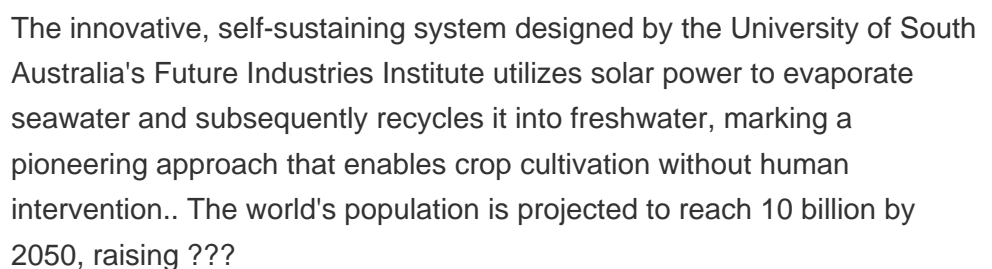 The innovative, self-sustaining system designed by the University of South
Australia's Future Industries Institute utilizes solar power to evaporate
seawater and subsequently recycles it into freshwater, marking a
pioneering approach that enables crop cultivation without human
intervention.. The world's population is projected to reach 10 billion by
2050, raising ???